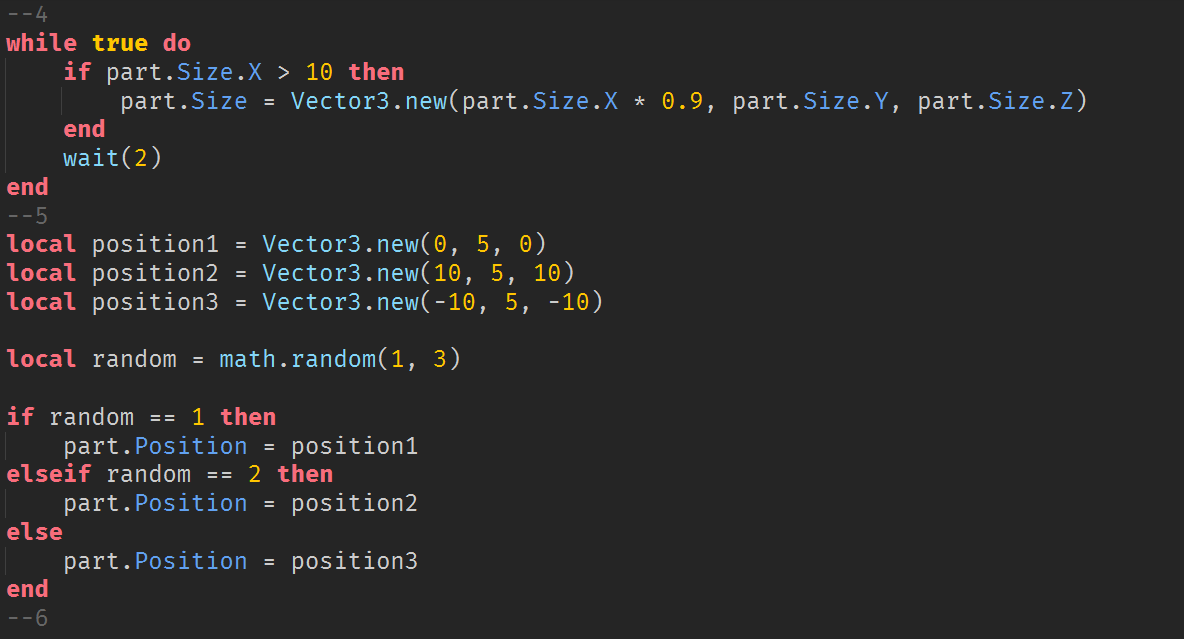 --4
while true do
    if part.Size.X > 10 then
        part.Size = Vector3.new(part.Size.X * 0.9, part.Size.Y, part.Size.Z)
    end
    wait(2)
end
--5
local position1 = Vector3.new(0, 5, 0)
local position2 = Vector3.new(10, 5, 10)
local position3 = Vector3.new(-10, 5, -10)

local random = math.random(1, 3)

if random == 1 then
    part.Position = position1
elseif random == 2 then
    part.Position = position2
else
    part.Position = position3
end
--6